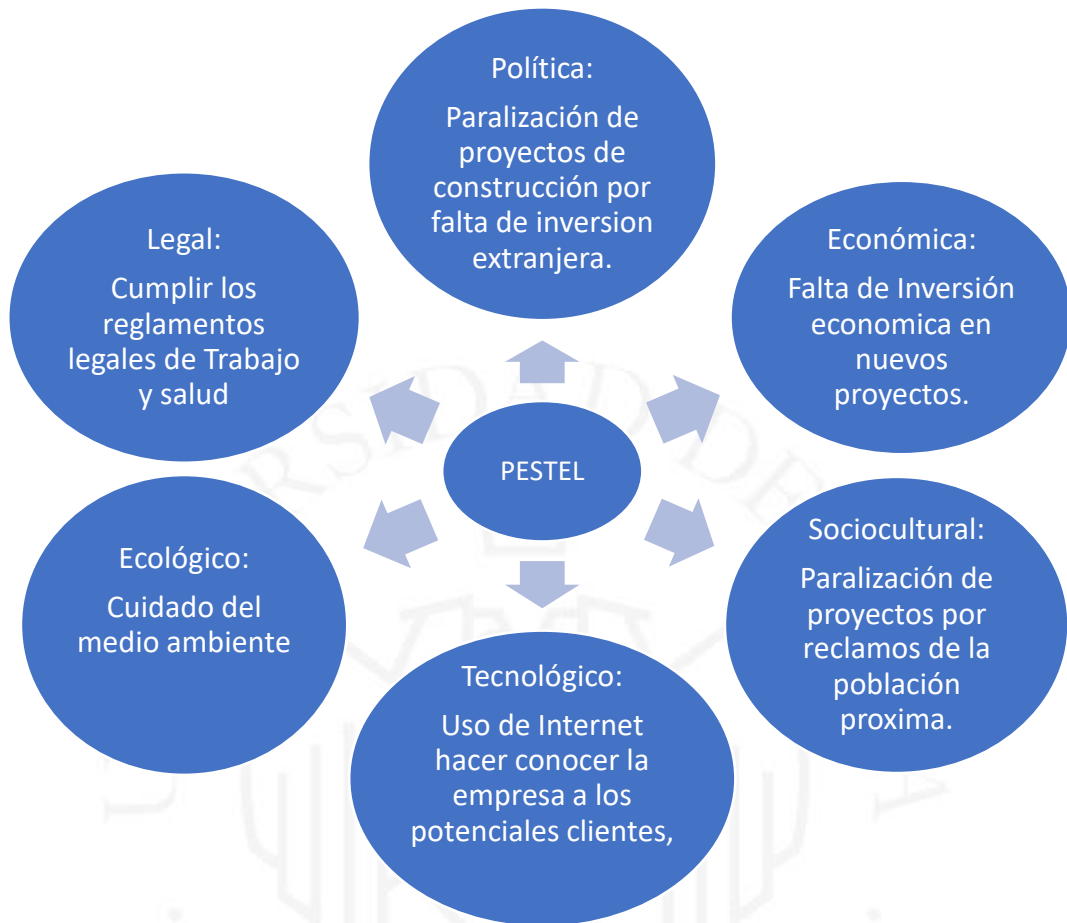 Política:
Paralización de
proyectos de
construcción por
falta de inversion
extranjera.
Económica:
Falta de Inversión
economica en
nuevos
proyectos.
Sociocultural:
Paralización de
proyectos por
reclamos de la
población
proxima.
Tecnológico:
Uso de Internet
hacer conocer la
empresa a los
potenciales clientes,
Ecológico:
Cuidado del
medio ambiente
Legal:
Cumplir los
reglamentos
legales de Trabajo
y salud
PESTEL